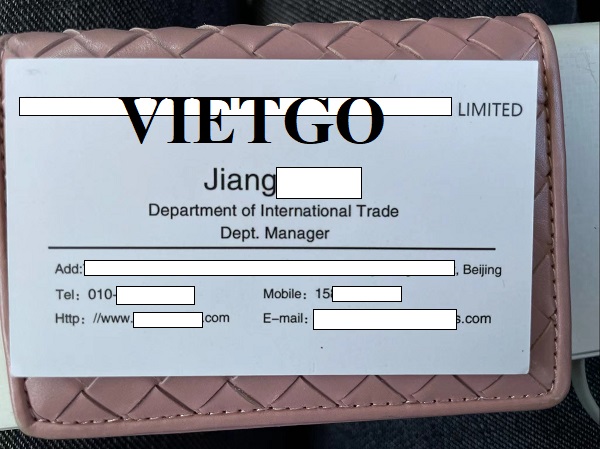 VIETGO LIMITED
Jiang
Department of International Trade
Dept. Manager
Add: , Beijing
Tel: 010- Mobile: 15
Http: //www. .com E-mail: s.com